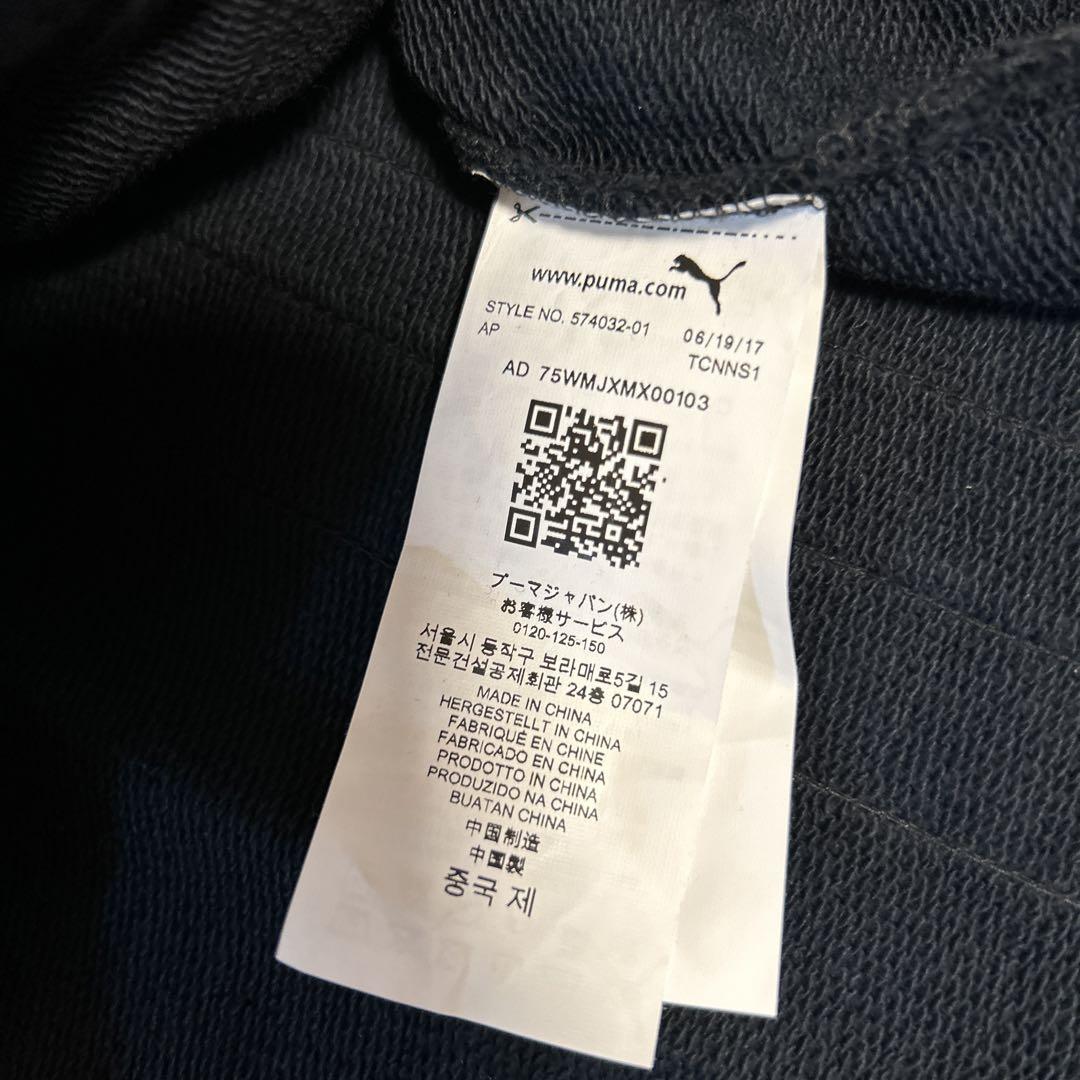 www.puma.com
STYLE NO. 574032-01 06/19/17
AP TCNNS1
AD 75WMJXMX00103
プーマジャパン(株)
お客様サービス
0120-125-150
서울시 동작구 보라매로5길 15
전문건설공제회관 24층 07071
MADE IN CHINA
HERGESTELLT IN CHINA
FABRIQUÉ EN CHINE
FABRICADO EN CHINA
PRODOTTO IN CHINA
PRODUZIDO NA CHINA
BUATAN CHINA
中国制造
中国製
중국 제